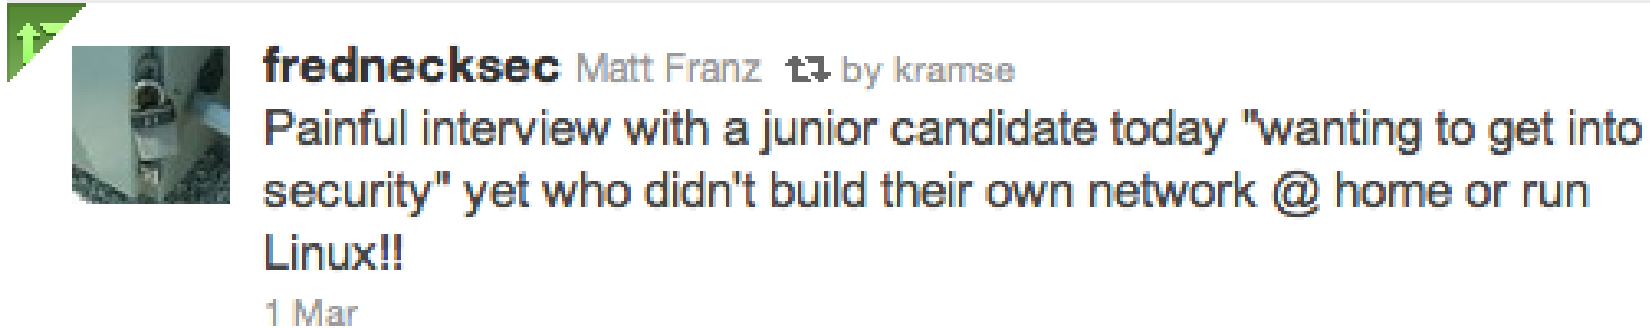 frednecksec Matt Franz by kramse
Painful interview with a junior candidate today "wanting to get into
security" yet who didn't build their own network @ home or run
Linux!!
1 Mar